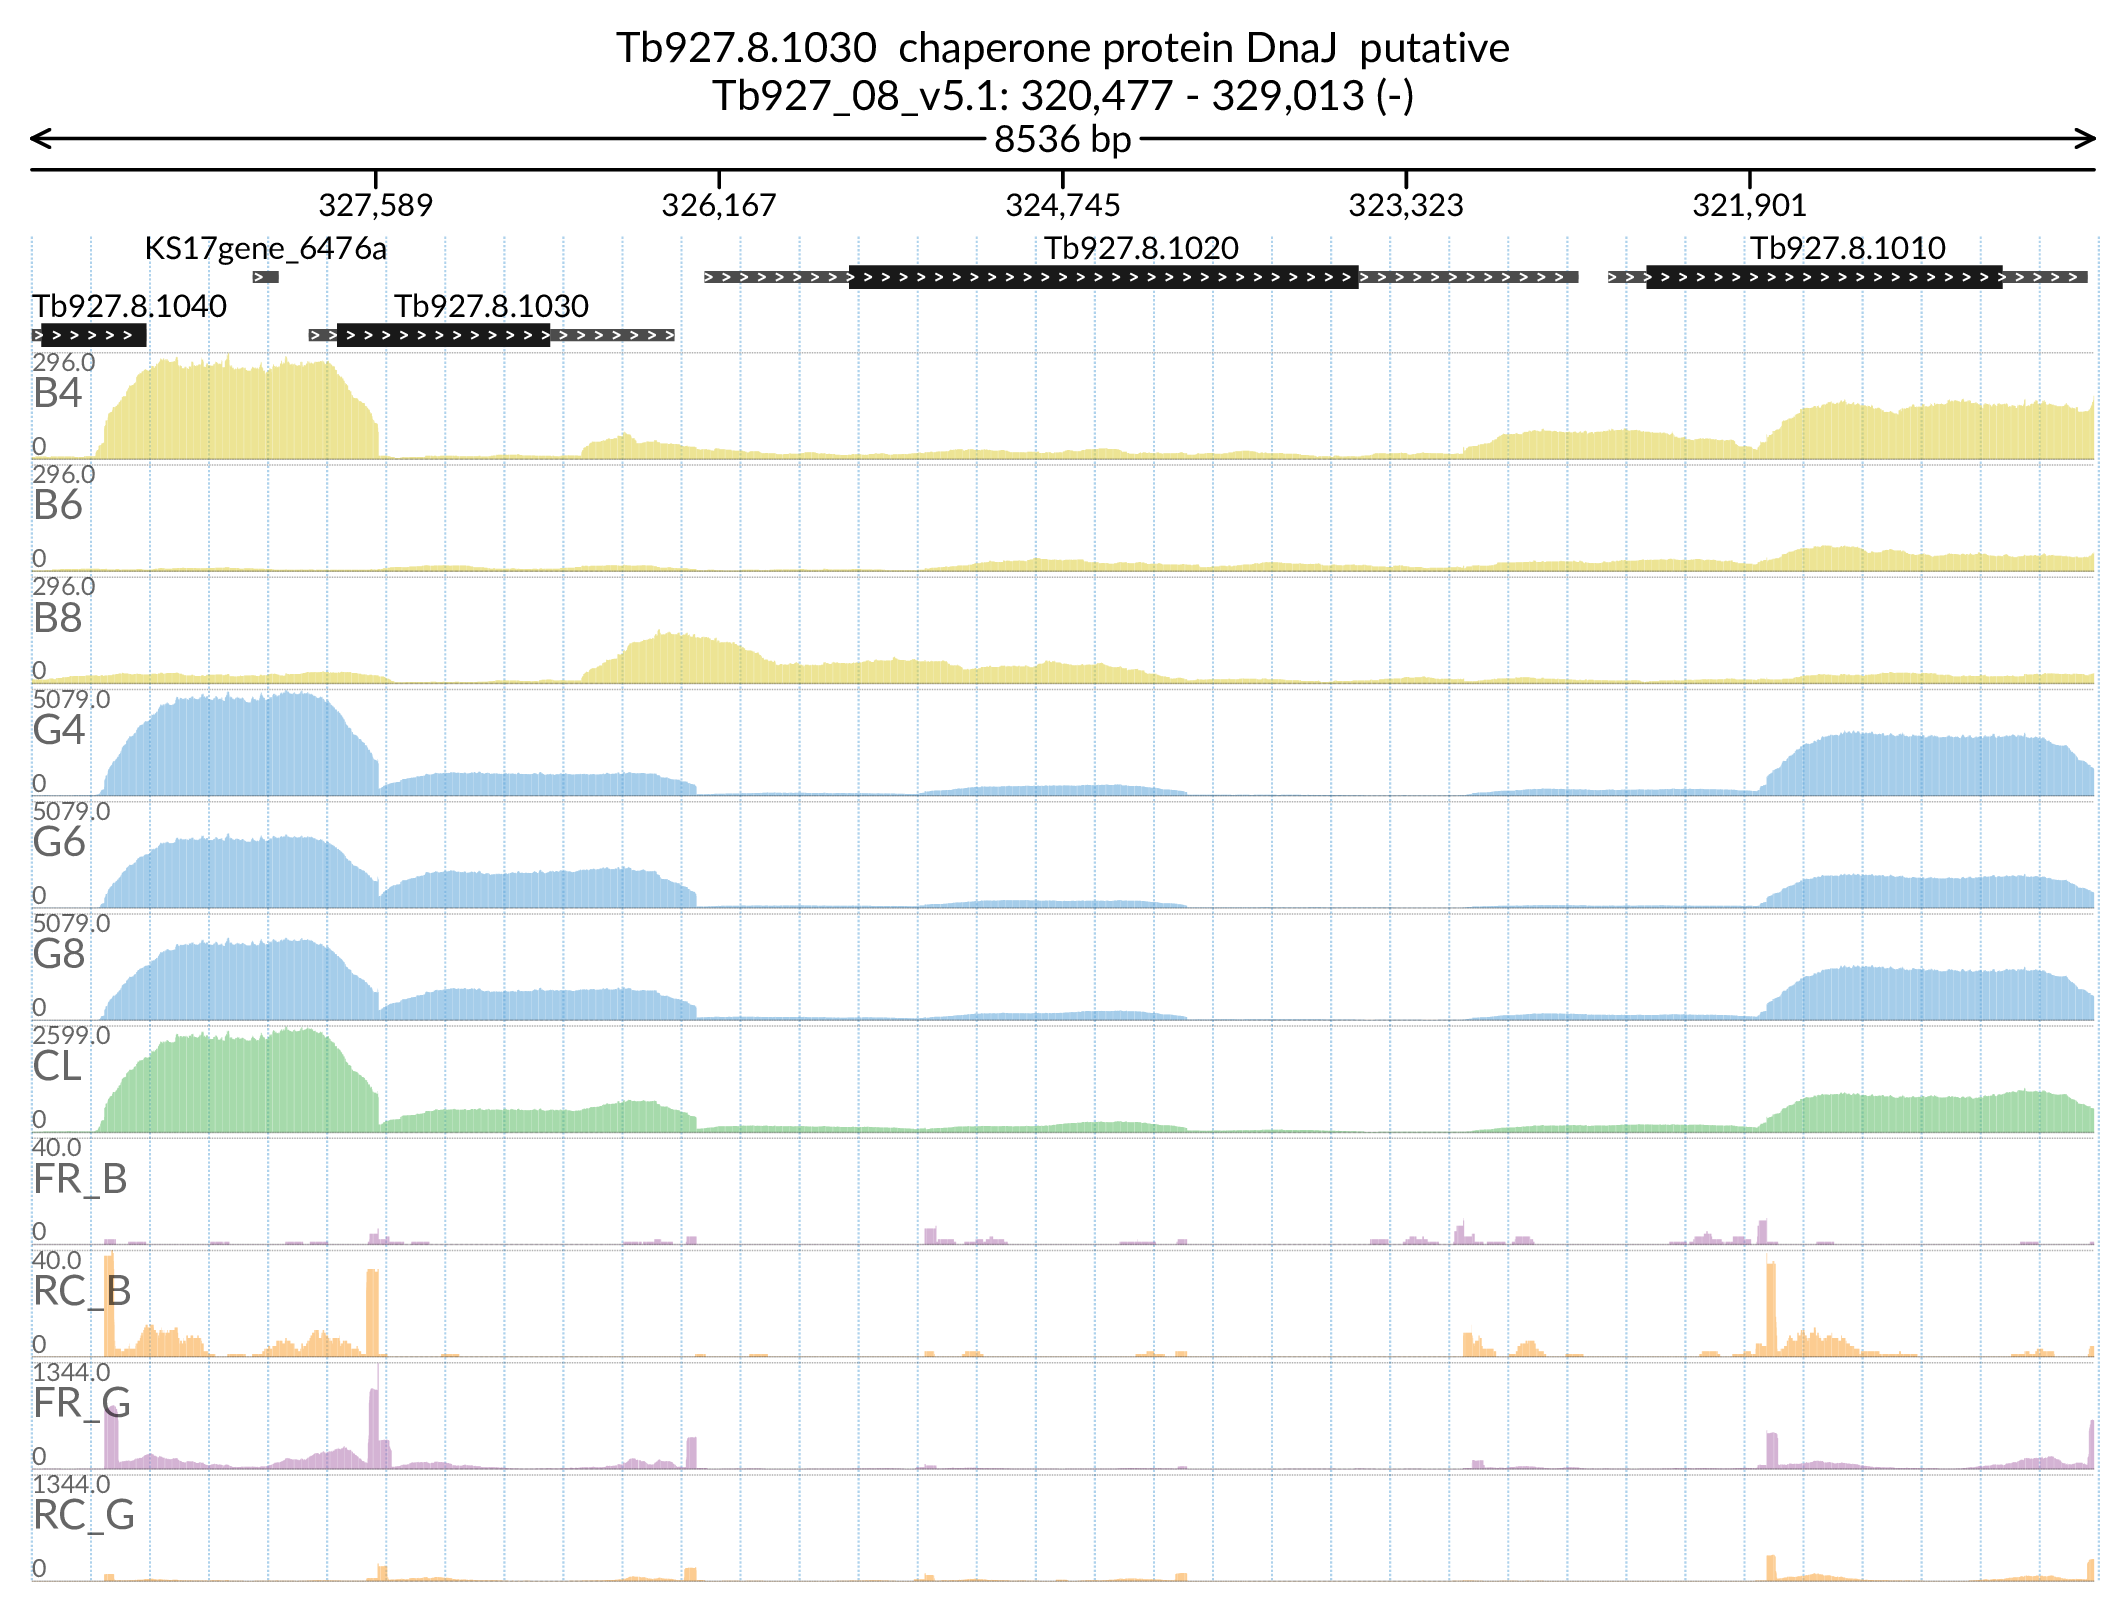 Tb927.8.1030  chaperone protein DnaJ  putative
Tb927_08_v5.1: 320,477 - 329,013 (-)
8536 bp
327,589 326,167 324,745 323,323 321,901
KS17gene_6476a Tb927.8.1020 Tb927.8.1010
Tb927.8.1040 Tb927.8.1030
296.0
B4
0
296.0
B6
0
296.0
B8
0
5079.0
G4
0
5079.0
G6
0
5079.0
G8
0
2599.0
CL
0
40.0
FR_B
0
40.0
RC_B
0
1344.0
FR_G
0
1344.0
RC_G
0